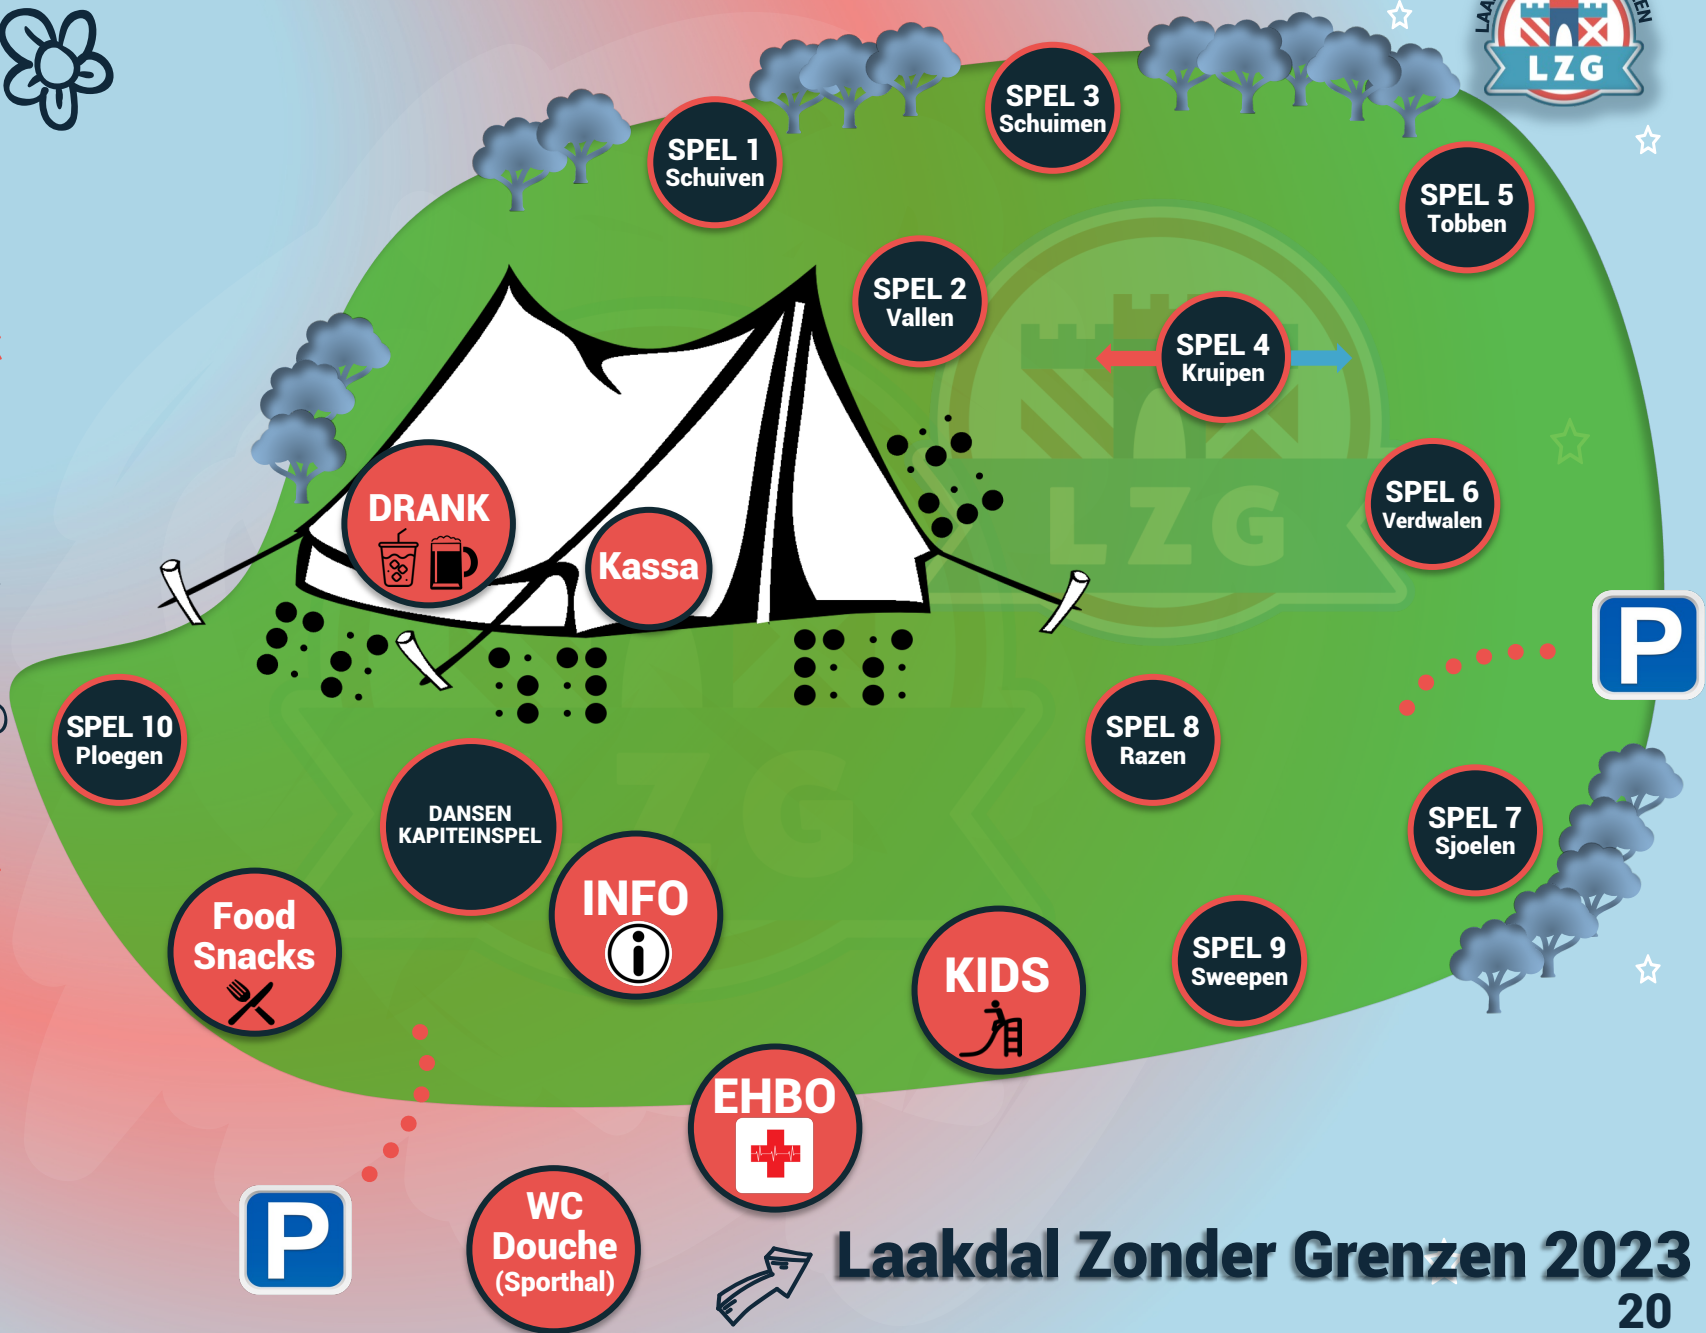 LZG
SPEL 3
Schuimen
SPEL 1
Schuiven
SPEL 5
Tobben
SPEL 2
Vallen
SPEL 4
Kruipen
SPEL 6
Verdwalen
LZG
DRANK
Kassa
P
SPEL 10
Ploegen
SPEL 8
Razen
ZG
DANSEN
KAPITEINSPEL
SPEL 7
Sjoelen
INFO
i
Food
Snacks
SPEL 9
Sweepen
KIDS
EHBO
P
WC
Douche
(Sporthal)
Laakdal Zonder Grenzen 2023
20